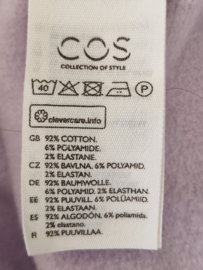 COS
COLLECTION OF STYLE
40
P
clevercare.info
GB 92% COTTON.
6% POLYAMIDE.
2% ELASTANE.
CZ 92% BAVLNA, 6% POLYAMID.
2% ELASTAN.
DE 92% BAUMWOLLE.
6% POLYAMID, 2% ELASTHAN.
EE 92% PUUVILL, 6% POLÜAMIID.
2% ELASTAAN.
ES 92% ALGODÓN, 6% poliamida.
2% elastano.
FI 92% PUUVILLAA.